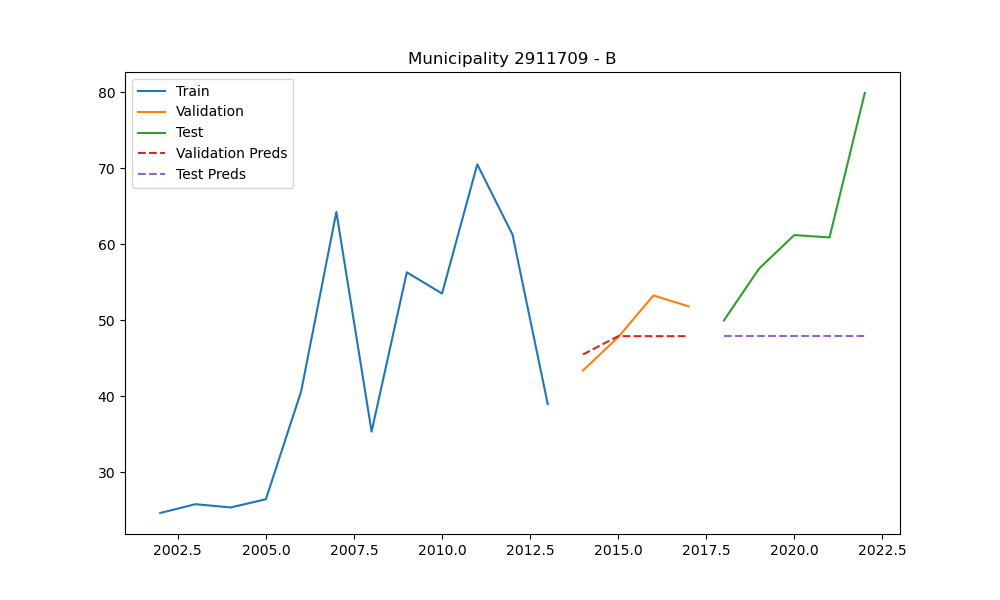 Municipality 2911709 - B
Train
Validation
Test
Validation Preds
Test Preds
80
70
60
50
40
30
2002.5 2005.0 2007.5 2010.0 2012.5 2015.0 2017.5 2020.0 2022.5